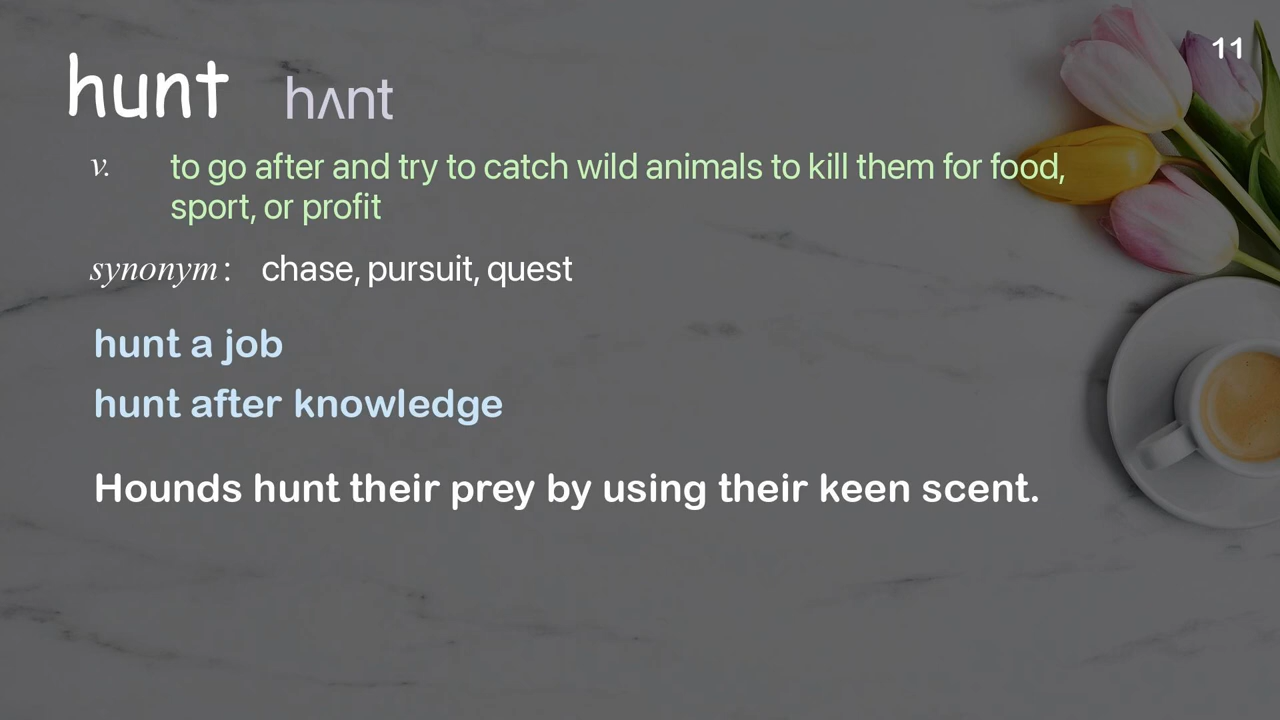 11
hunt hʌnt
v. to go after and try to catch wild animals to kill them for food,
sport, or profit
synonym: chase, pursuit, quest
hunt a job
hunt after knowledge
Hounds hunt their prey by using their keen scent.